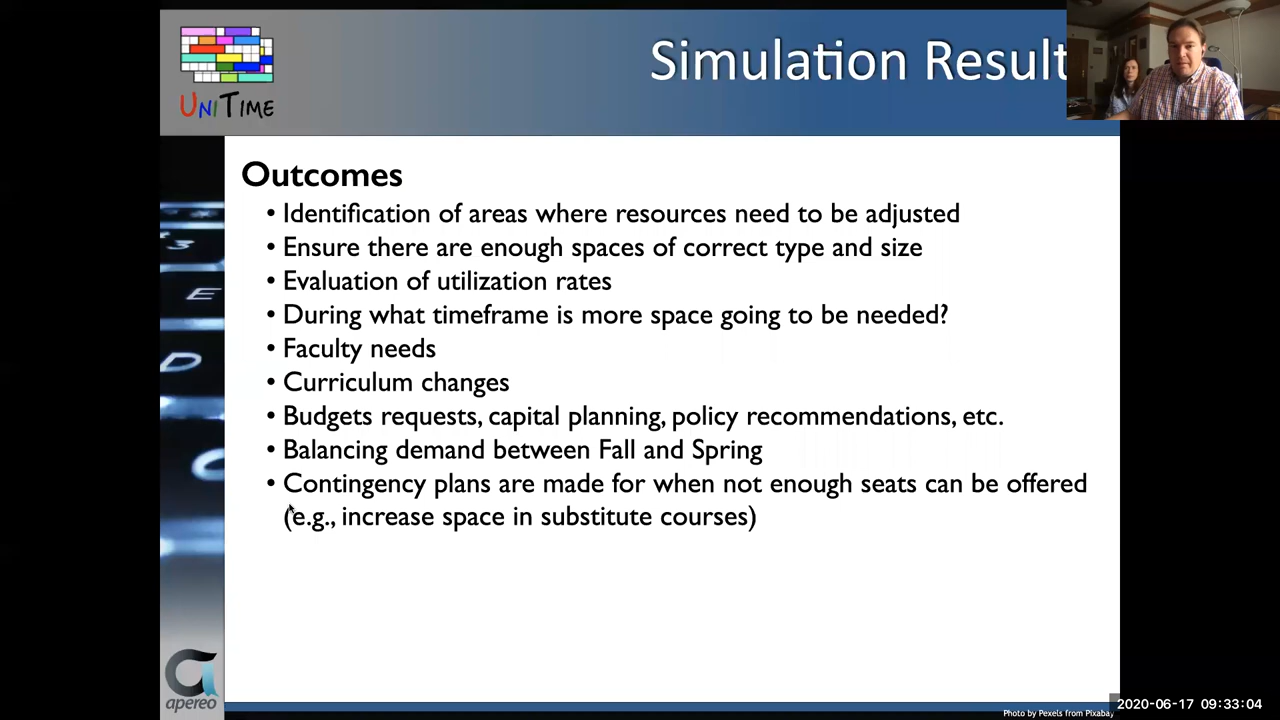 UniTime
Simulation Result
Outcomes
• Identification of areas where resources need to be adjusted
• Ensure there are enough spaces of correct type and size
• Evaluation of utilization rates
• During what timeframe is more space going to be needed?
• Faculty needs
• Curriculum changes
• Budgets requests, capital planning, policy recommendations, etc.
• Balancing demand between Fall and Spring
• Contingency plans are made for when not enough seats can be offered
(e.g., increase space in substitute courses)
3
E
D
C
apereo
Photo by Pexels from Pixabay
2020-06-17 09:33:04